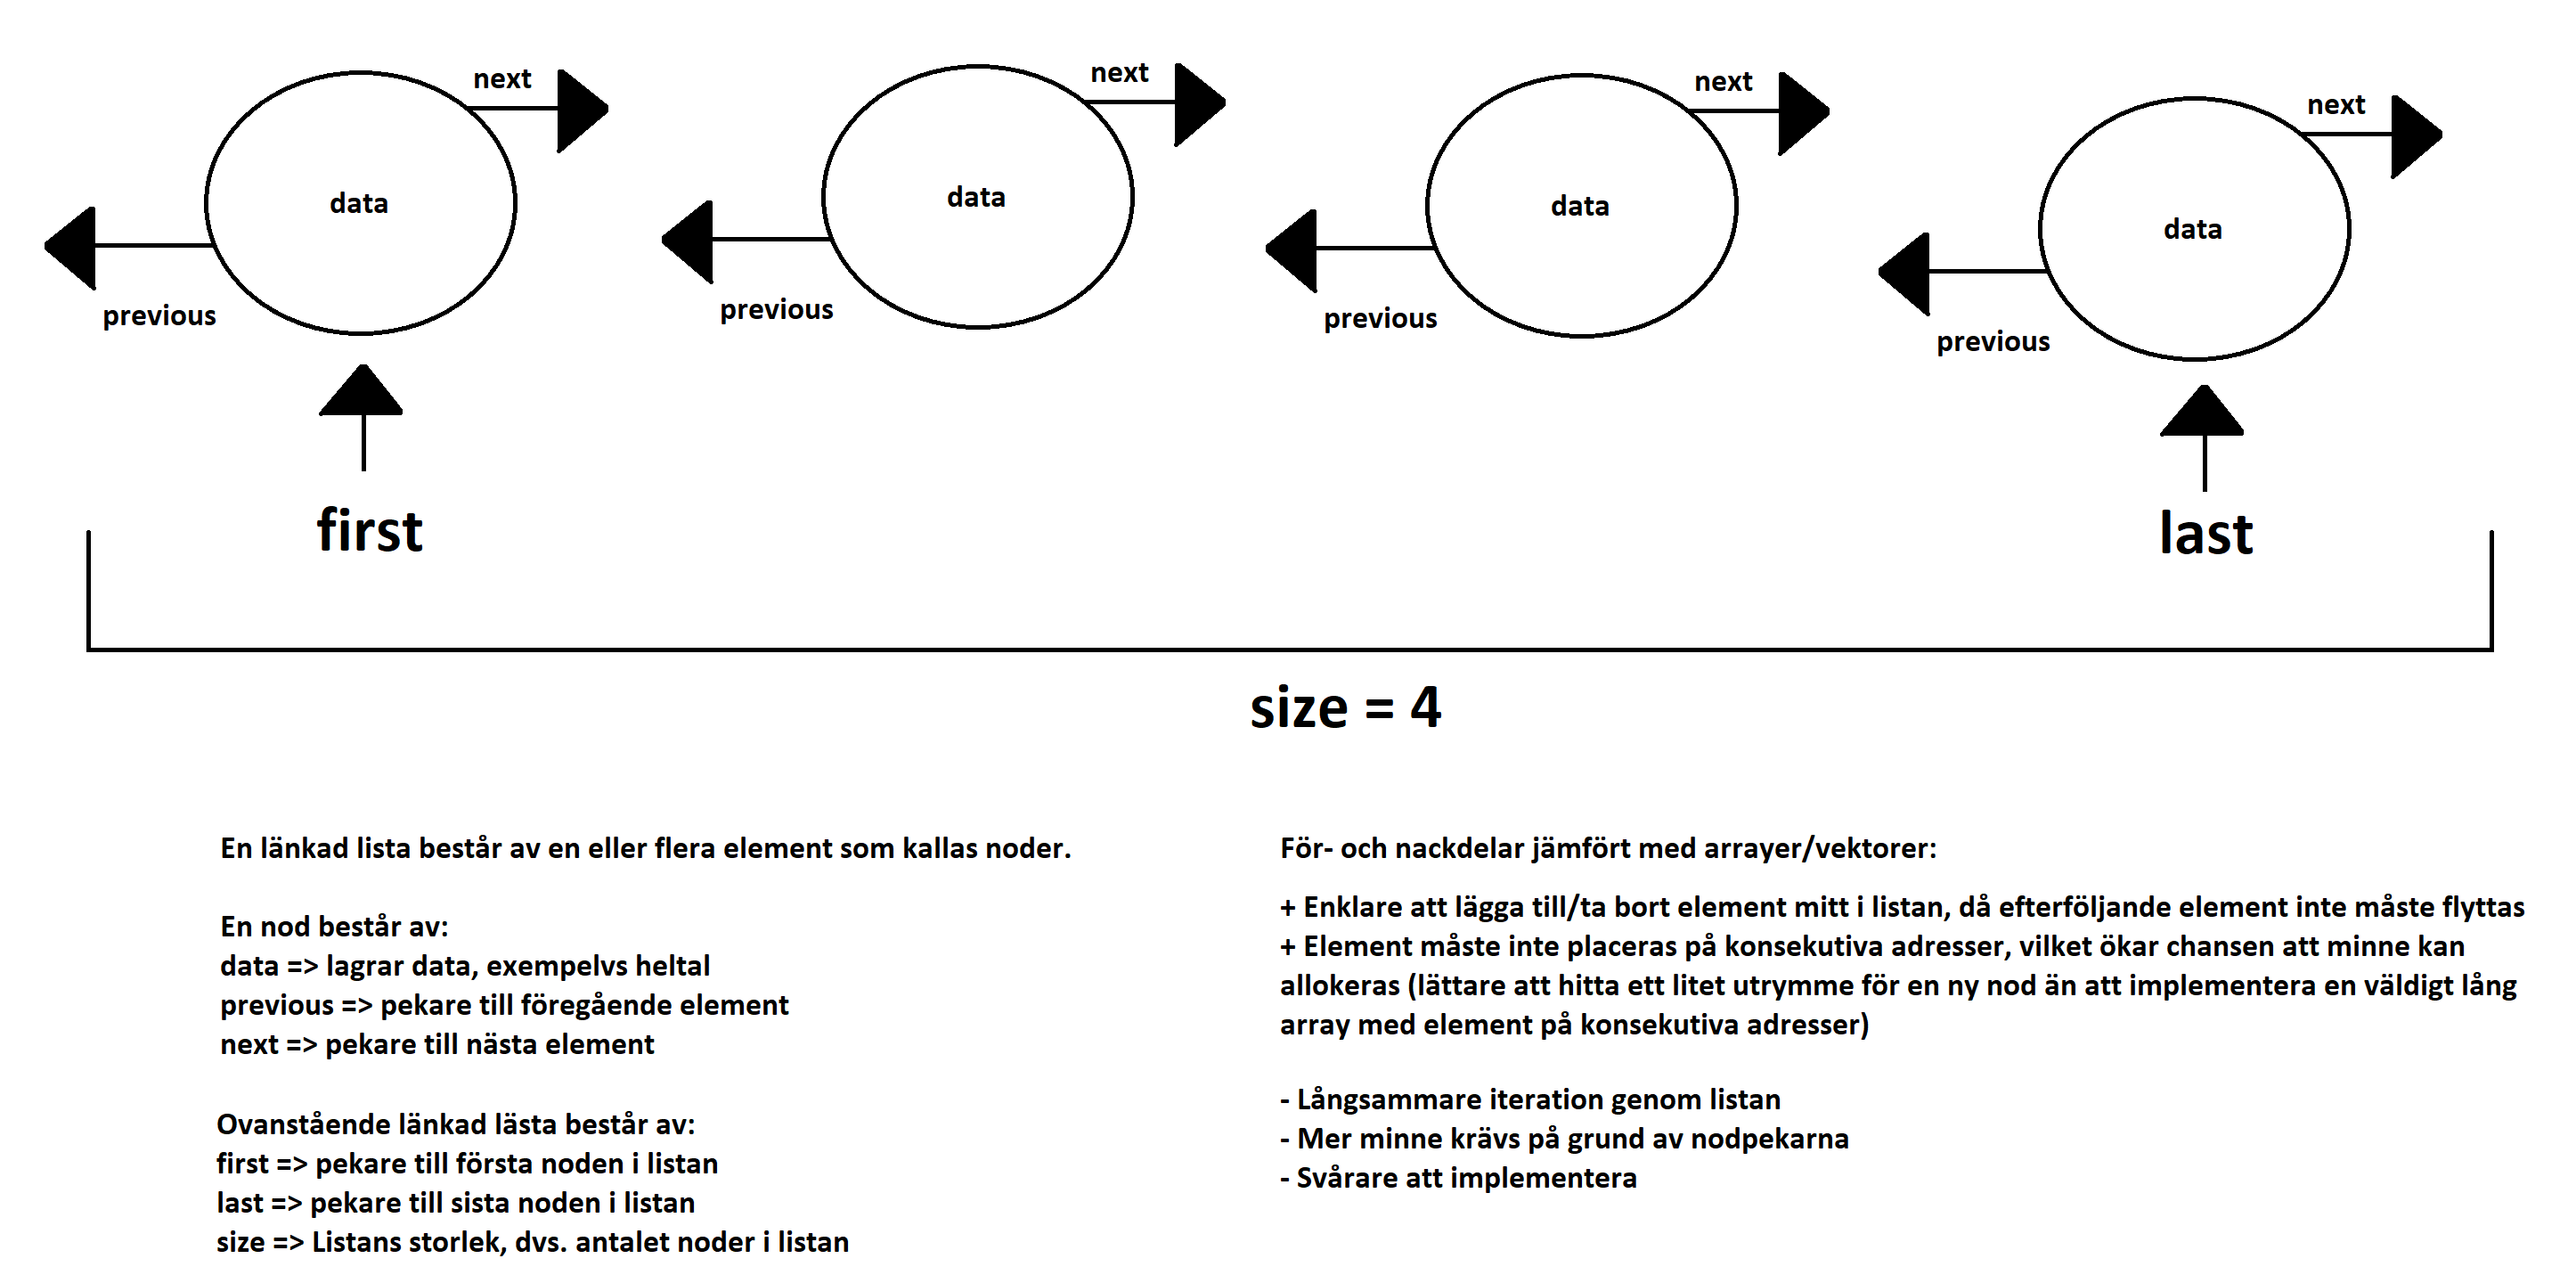 next
next
next
next
data
data
data
data
previous
previous
previous
previous
first
last
size = 4
En länkad lista består av en eller flera element som kallas noder.
En nod består av:
data => lagrar data, exempelvs heltal
previous => pekare till föregående element
next => pekare till nästa element
Ovanstående länkad lästa består av:
first => pekare till första noden i listan
last => pekare till sista noden i listan
size => Listans storlek, dvs. antalet noder i listan
För- och nackdelar jämfört med arrayer/vektorer:
+ Enklare att lägga till/ta bort element mitt i listan, då efterföljande element inte måste flyttas
+ Element måste inte placeras på konsekutiva adresser, vilket ökar chansen att minne kan
allokeras (lättare att hitta ett litet utrymme för en ny nod än att implementera en väldigt lång
array med element på konsekutiva adresser)
- Långsammare iteration genom listan
- Mer minne krävs på grund av nodpekarna
- Svårare att implementera